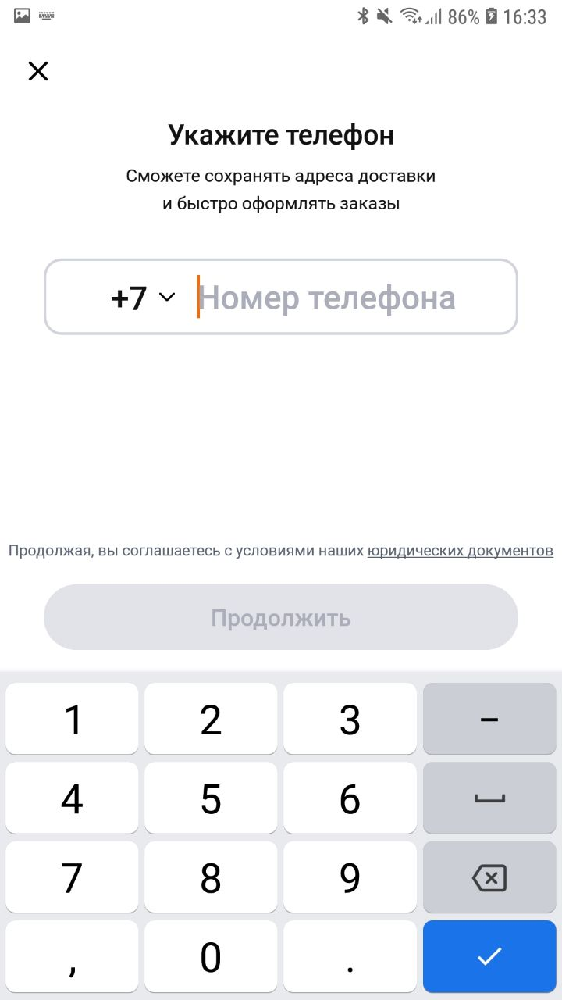 86% 16:33
Укажите телефон
Сможете сохранять адреса доставки
и быстро оформлять заказы
+7 Номер телефона
Продолжая, вы соглашаетесь с условиями наших юридических документов
Продолжить
1 2 3 –
4 5 6
7 8 9
, 0 .